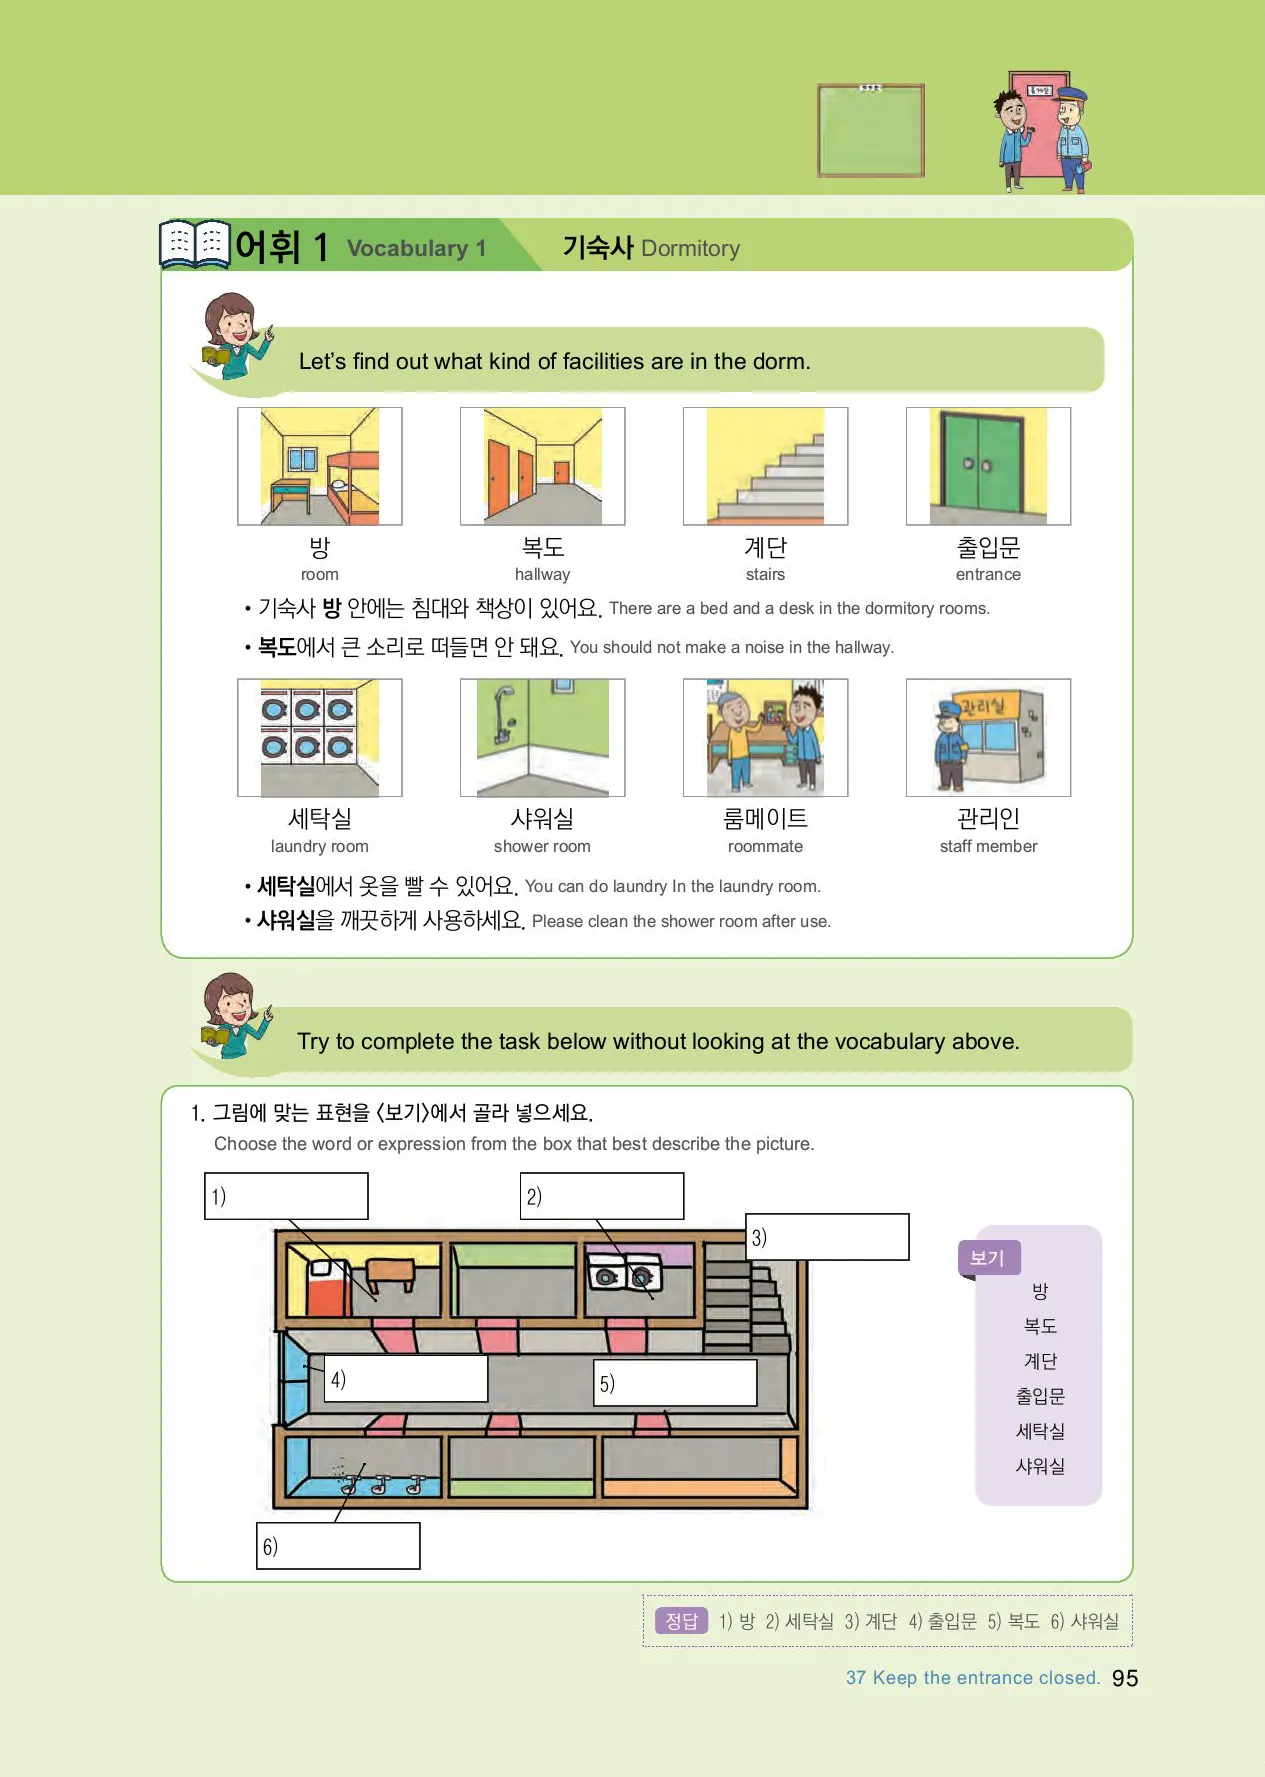 출입문
어휘 1 Vocabulary 1 기숙사 Dormitory
Let’s find out what kind of facilities are in the dorm.
방 복도 계단 출입문
room hallway stairs entrance
• 기숙사 방 안에는 침대와 책상이 있어요. There are a bed and a desk in the dormitory rooms.
• 복도에서 큰 소리로 떠들면 안 돼요. You should not make a noise in the hallway.
관리실
세탁실 샤워실 룸메이트 관리인
laundry room shower room roommate staff member
• 세탁실에서 옷을 빨 수 있어요. You can do laundry In the laundry room.
• 샤워실을 깨끗하게 사용하세요. Please clean the shower room after use.
Try to complete the task below without looking at the vocabulary above.
1. 그림에 맞는 표현을 〈보기〉에서 골라 넣으세요.
Choose the word or expression from the box that best describe the picture.
1) 2)
3)
4) 5)
6)
보기
방
복도
계단
출입문
세탁실
샤워실
정답 1) 방 2) 세탁실 3) 계단 4) 출입문 5) 복도 6) 샤워실
37 Keep the entrance closed. 95